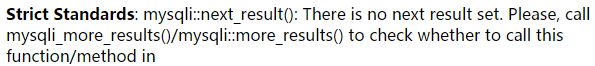 Strict Standards: mysqli::next_result(): There is no next result set. Please, call
mysqli_more_results()/mysqli::more_results() to check whether to call this
function/method in